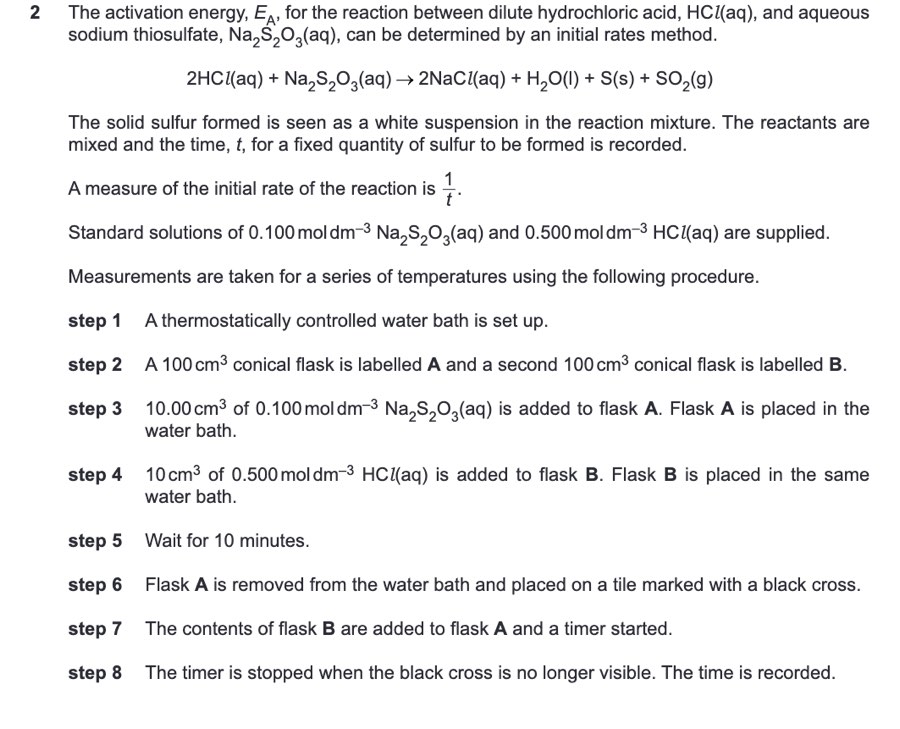 2 The activation energy, E_A, for the reaction between dilute hydrochloric acid, HCl(aq), and aqueous
sodium thiosulfate, Na₂S₂O₃(aq), can be determined by an initial rates method.
2HCl(aq) + Na₂S₂O₃(aq) → 2NaCl(aq) + H₂O(l) + S(s) + SO₂(g)
The solid sulfur formed is seen as a white suspension in the reaction mixture. The reactants are
mixed and the time, t, for a fixed quantity of sulfur to be formed is recorded.
A measure of the initial rate of the reaction is 1/t.
Standard solutions of 0.100 mol dm⁻³ Na₂S₂O₃(aq) and 0.500 mol dm⁻³ HCl(aq) are supplied.
Measurements are taken for a series of temperatures using the following procedure.
step 1 A thermostatically controlled water bath is set up.
step 2 A 100 cm³ conical flask is labelled A and a second 100 cm³ conical flask is labelled B.
step 3 10.00 cm³ of 0.100 mol dm⁻³ Na₂S₂O₃(aq) is added to flask A. Flask A is placed in the
water bath.
step 4 10 cm³ of 0.500 mol dm⁻³ HCl(aq) is added to flask B. Flask B is placed in the same
water bath.
step 5 Wait for 10 minutes.
step 6 Flask A is removed from the water bath and placed on a tile marked with a black cross.
step 7 The contents of flask B are added to flask A and a timer started.
step 8 The timer is stopped when the black cross is no longer visible. The time is recorded.